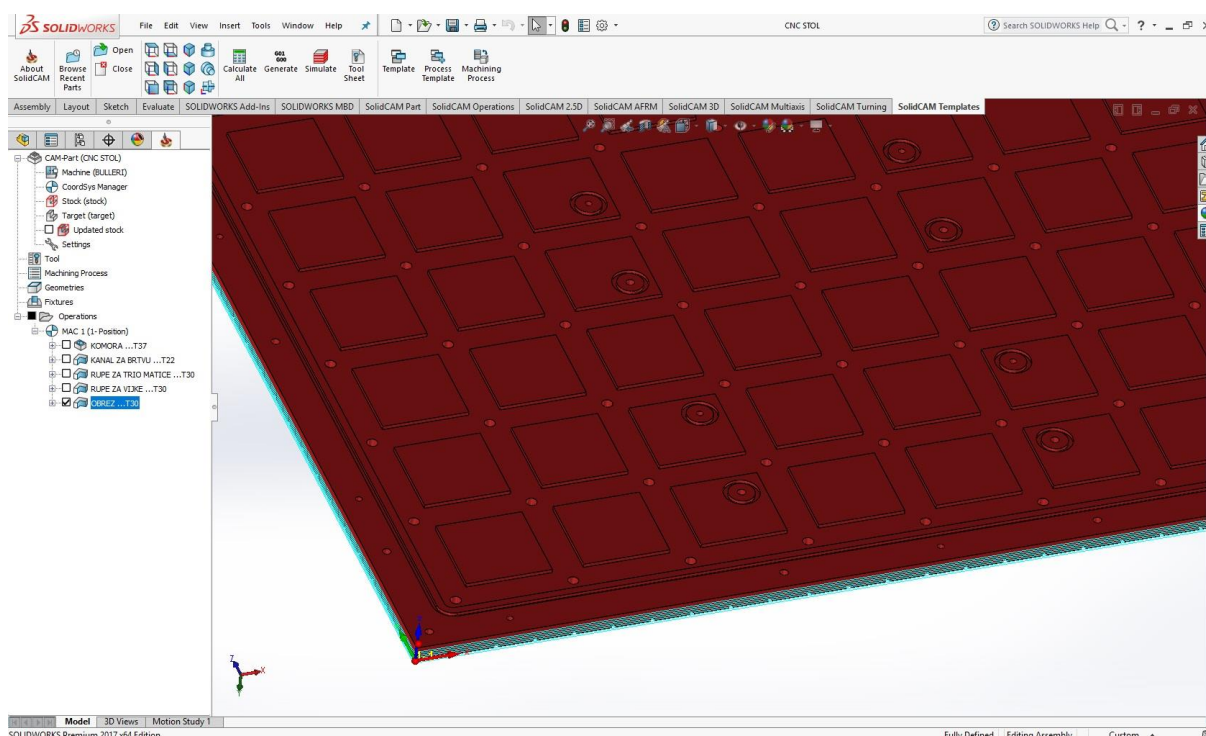 SOLIDWORKS File Edit View Insert Tools Window Help CNC STOL Search SOLIDWORKS Help ?
About SolidCAM
Browse Recent Parts
Open
Close
Calculate All
G01 G00
Generate
Simulate
Tool Sheet
Template
Process Template
Machining Process
Assembly Layout Sketch Evaluate SOLIDWORKS Add-Ins SOLIDWORKS MBD SolidCAM Part SolidCAM Operations SolidCAM 2.5D SolidCAM AFRM SolidCAM 3D SolidCAM Multiaxis SolidCAM Turning SolidCAM Templates
CAM-Part (CNC STOL)
Machine (BULLERI)
CoordSys Manager
Stock (stock)
Target (target)
Updated stock
Settings
Tool
Machining Process
Geometries
Fixtures
Operations
MAC 1 (1- Position)
KOMORA ...T37
KANAL ZA BRTVU ...T22
RUPE ZA TRIO MATICE ...T30
RUPE ZA VIJKE ...T30
OBREZ ...T30
Z X Y
Model 3D Views Motion Study 1
SOLIDWORKS Premium 2017 x64 Edition Fully Defined Editing Assembly Custom